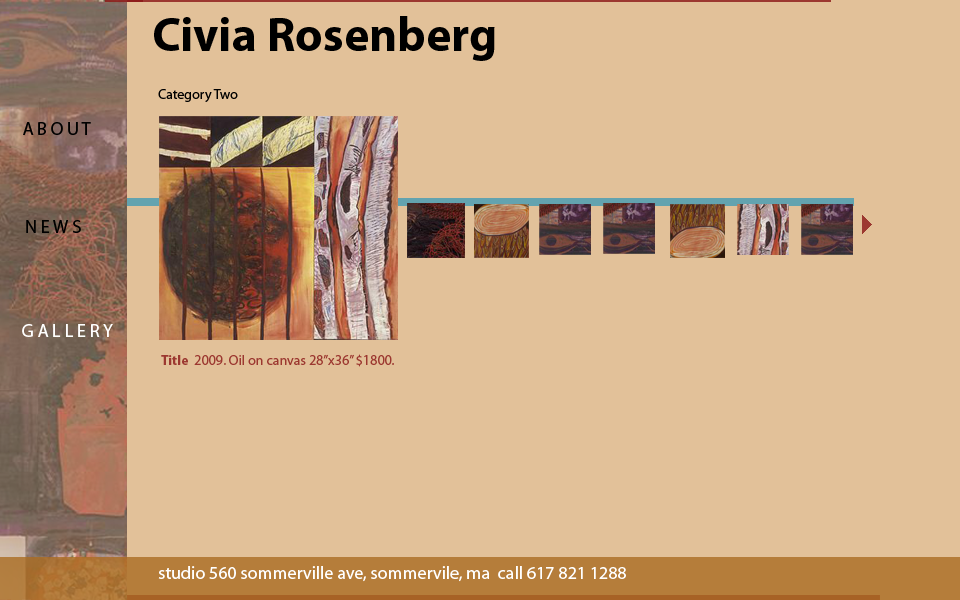 Civia Rosenberg
Category Two
ABOUT
NEWS
GALLERY
Title 2009. Oil on canvas 28”x36” $1800.
studio 560 sommerville ave, sommervile, ma call 617 821 1288